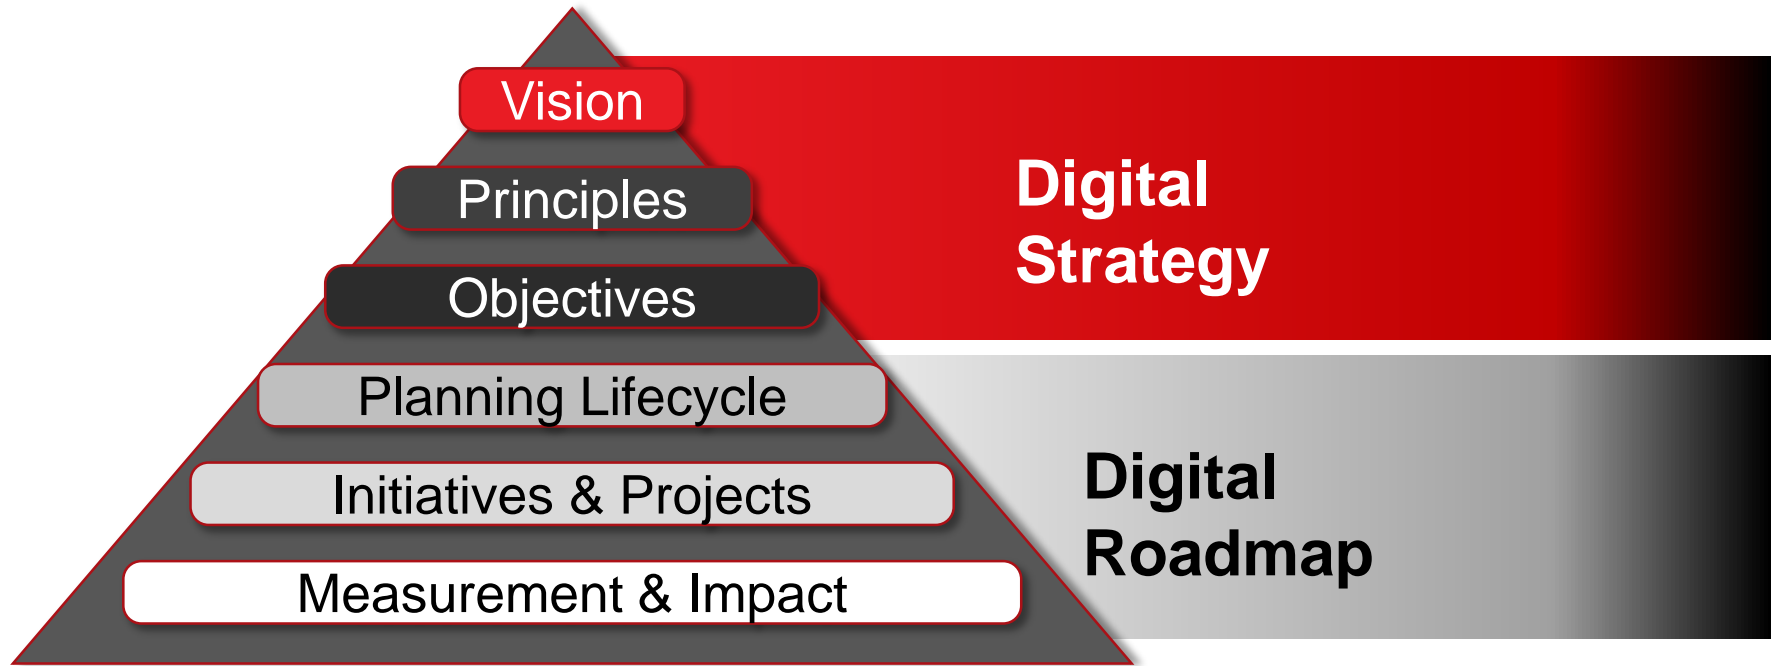 Vision
Principles
Objectives
Planning Lifecycle
Initiatives & Projects
Measurement & Impact
Digital
Strategy
Digital
Roadmap